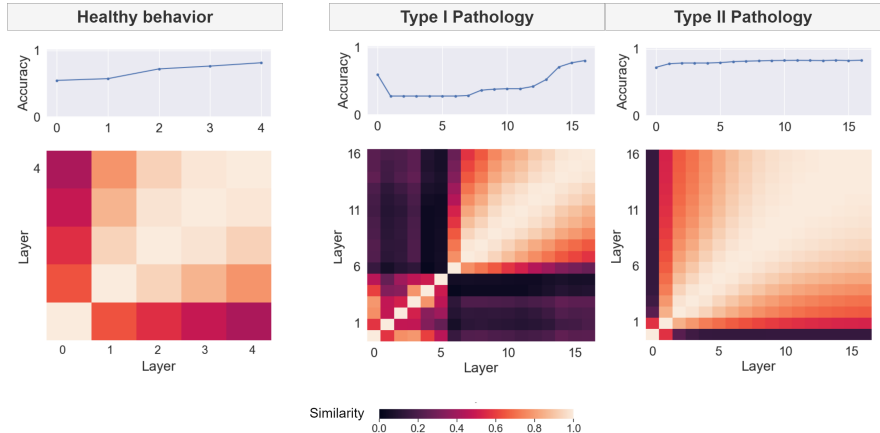 Healthy behavior
Type I Pathology
Type II Pathology
Accuracy
1
0
0 1 2 3 4
Accuracy
1
0
0 5 10 15
Accuracy
1
0
0 5 10 15
Layer
4
0 1 2 3 4
Layer
Layer
16
11
6
1
0 5 10 15
Layer
Layer
16
11
6
1
0 5 10 15
Layer
Similarity
0.0 0.2 0.4 0.6 0.8 1.0